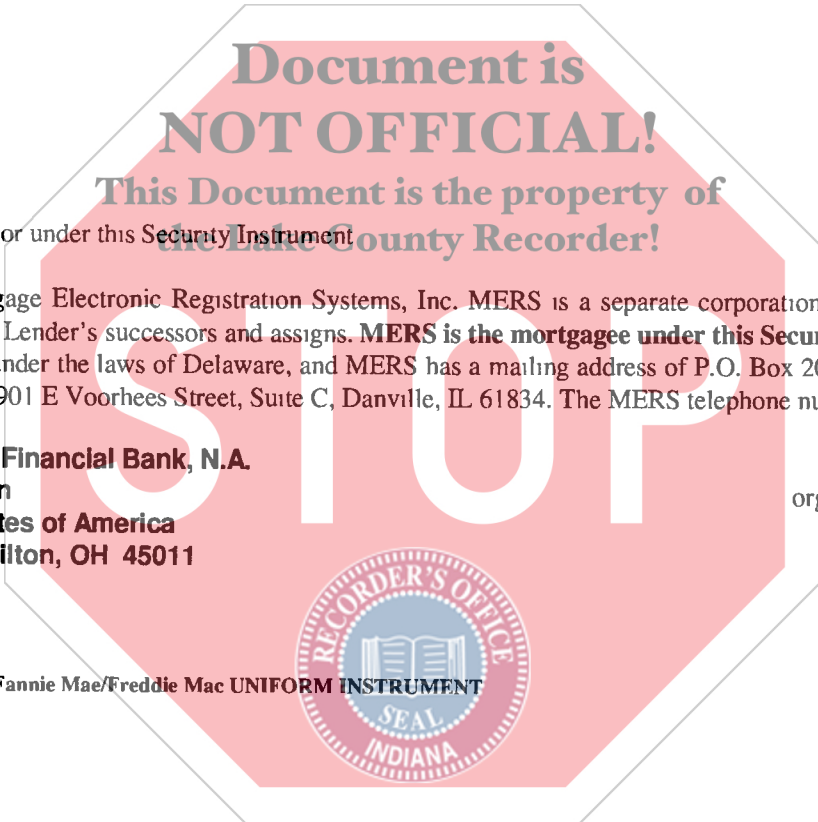 Document is
NOT OFFICIAL!
This Document is the property of
the Lake County Recorder!
or under this Security Instrument
gage Electronic Registration Systems, Inc. MERS is a separate corporation
Lender's successors and assigns. MERS is the mortgagee under this Secur
nder the laws of Delaware, and MERS has a mailing address of P.O. Box 20
901 E Voorhees Street, Suite C, Danville, IL 61834. The MERS telephone nu
STOP
Financial Bank, N.A.
n
org
tes of America
ilton, OH 45011
RECORDER'S OFFICE
Fannie Mae/Freddie Mac UNIFORM INSTRUMENT
SEAL
INDIANA